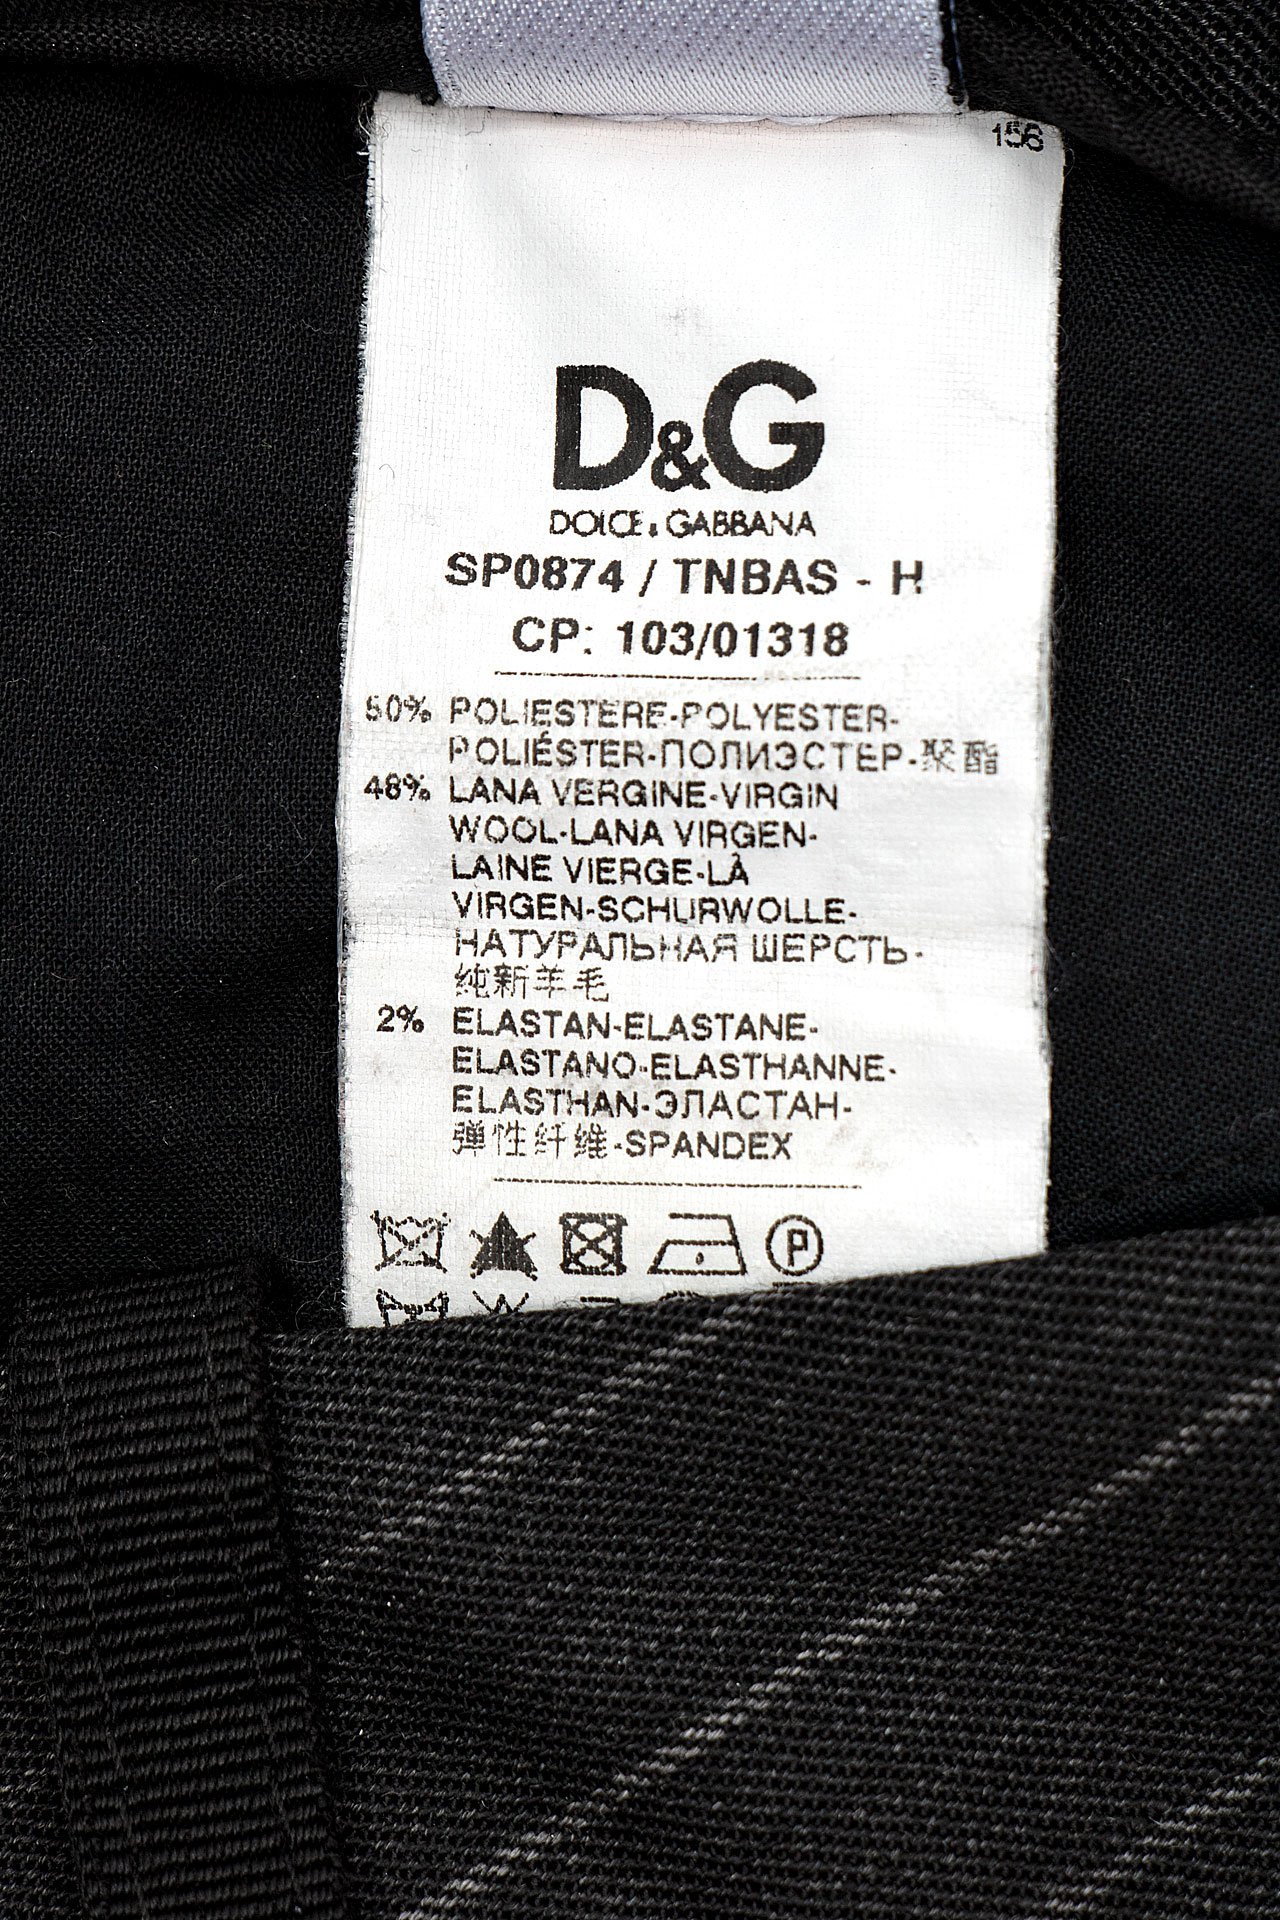 156
D&G
DOLCE & GABBANA
SP0874 / TNBAS - H
CP: 103/01318
50% POLIESTERE-POLYESTER-
POLIÉSTER-ПОЛИЭСТЕР-聚酯
48% LANA VERGINE-VIRGIN
WOOL-LANA VIRGEN-
LAINE VIERGE-LÀ
VIRGEN-SCHURWOLLE-
НАТУРАЛЬНАЯ ШЕРСТЬ-
纯新羊毛
2% ELASTAN-ELASTANE-
ELASTANO-ELASTHANNE-
ELASTHAN-ЭЛАСТАН-
弹性纤维-SPANDEX
P